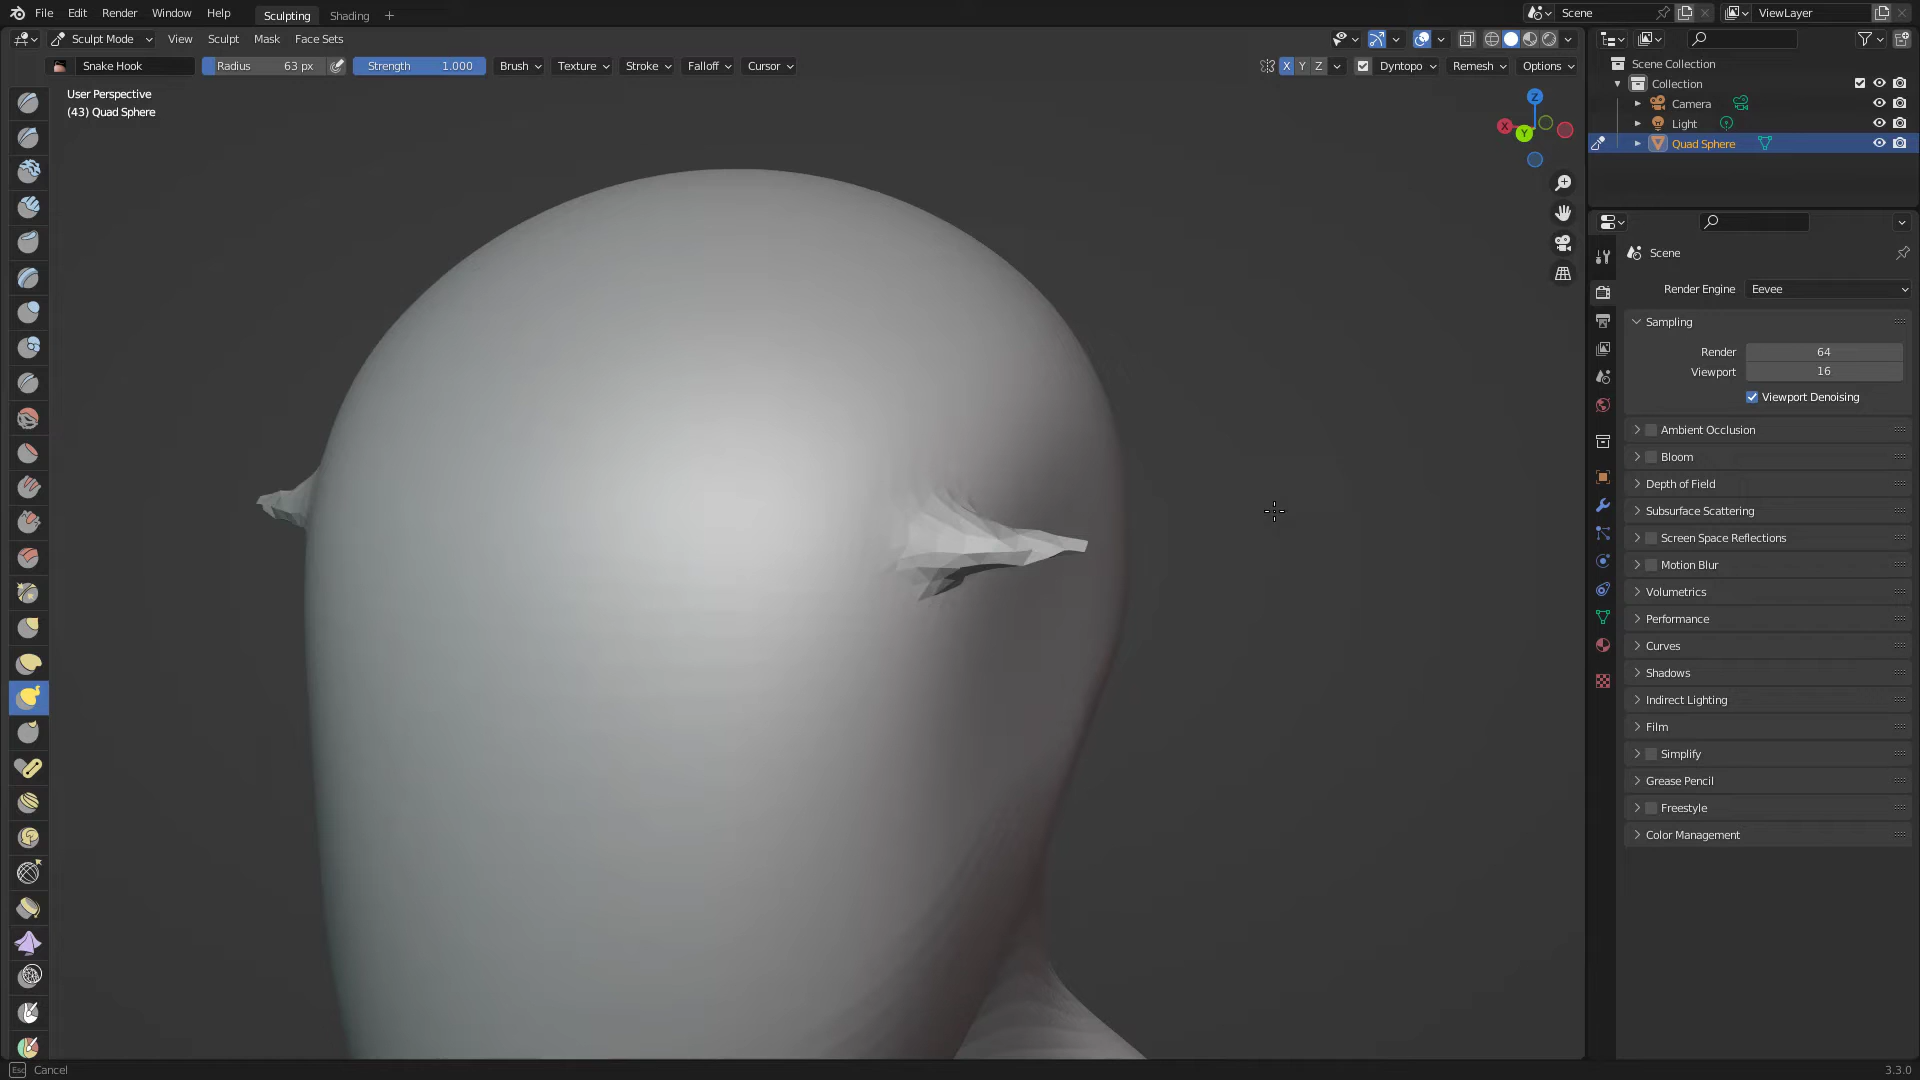 File Edit Render Window Help Sculpting Shading + Scene ViewLayer
Sculpt Mode View Sculpt Mask Face Sets
Snake Hook Radius 63 px Strength 1.000 Brush Texture Stroke Falloff Cursor X Y Z Dyntopo Remesh Options
User Perspective
(43) Quad Sphere
Z
X
Y
Scene Collection
Collection
Camera
Light
Quad Sphere
Scene
Render Engine Eevee
Sampling
Render 64
Viewport 16
Viewport Denoising
Ambient Occlusion
Bloom
Depth of Field
Subsurface Scattering
Screen Space Reflections
Motion Blur
Volumetrics
Performance
Curves
Shadows
Indirect Lighting
Film
Simplify
Grease Pencil
Freestyle
Color Management
Esc Cancel 3.3.0